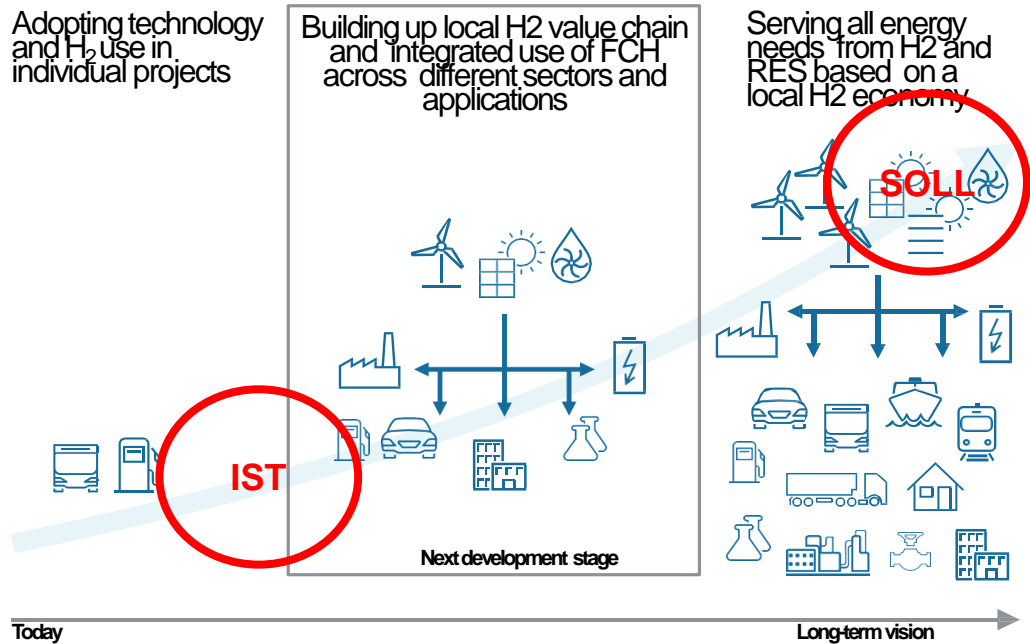 Adopting technology
and H₂ use in
individual projects
Building up local H2 value chain
and integrated use of FCH
across different sectors and
applications
Serving all energy
needs from H2 and
RES based on a
local H2 economy
SOLL
IST
Next development stage
Today
Long-term vision